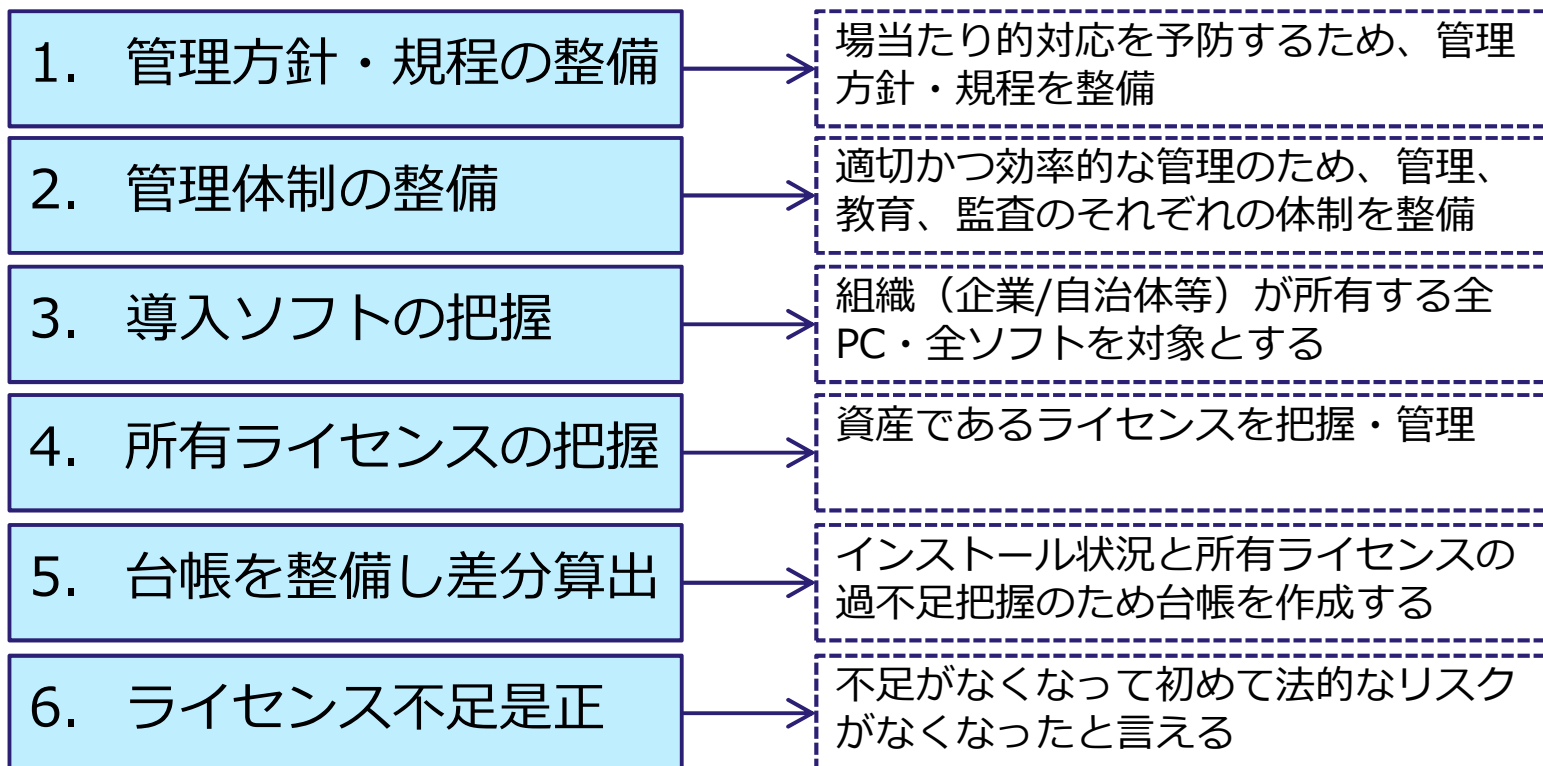 1. 管理方針・規程の整備
場当たり的対応を予防するため、管理
方針・規程を整備
2. 管理体制の整備
適切かつ効率的な管理のため、管理、
教育、監査のそれぞれの体制を整備
3. 導入ソフトの把握
組織（企業/自治体等）が所有する全
PC・全ソフトを対象とする
4. 所有ライセンスの把握
資産であるライセンスを把握・管理
5. 台帳を整備し差分算出
インストール状況と所有ライセンスの
過不足把握のため台帳を作成する
6. ライセンス不足是正
不足がなくなって初めて法的なリスク
がなくなったと言える